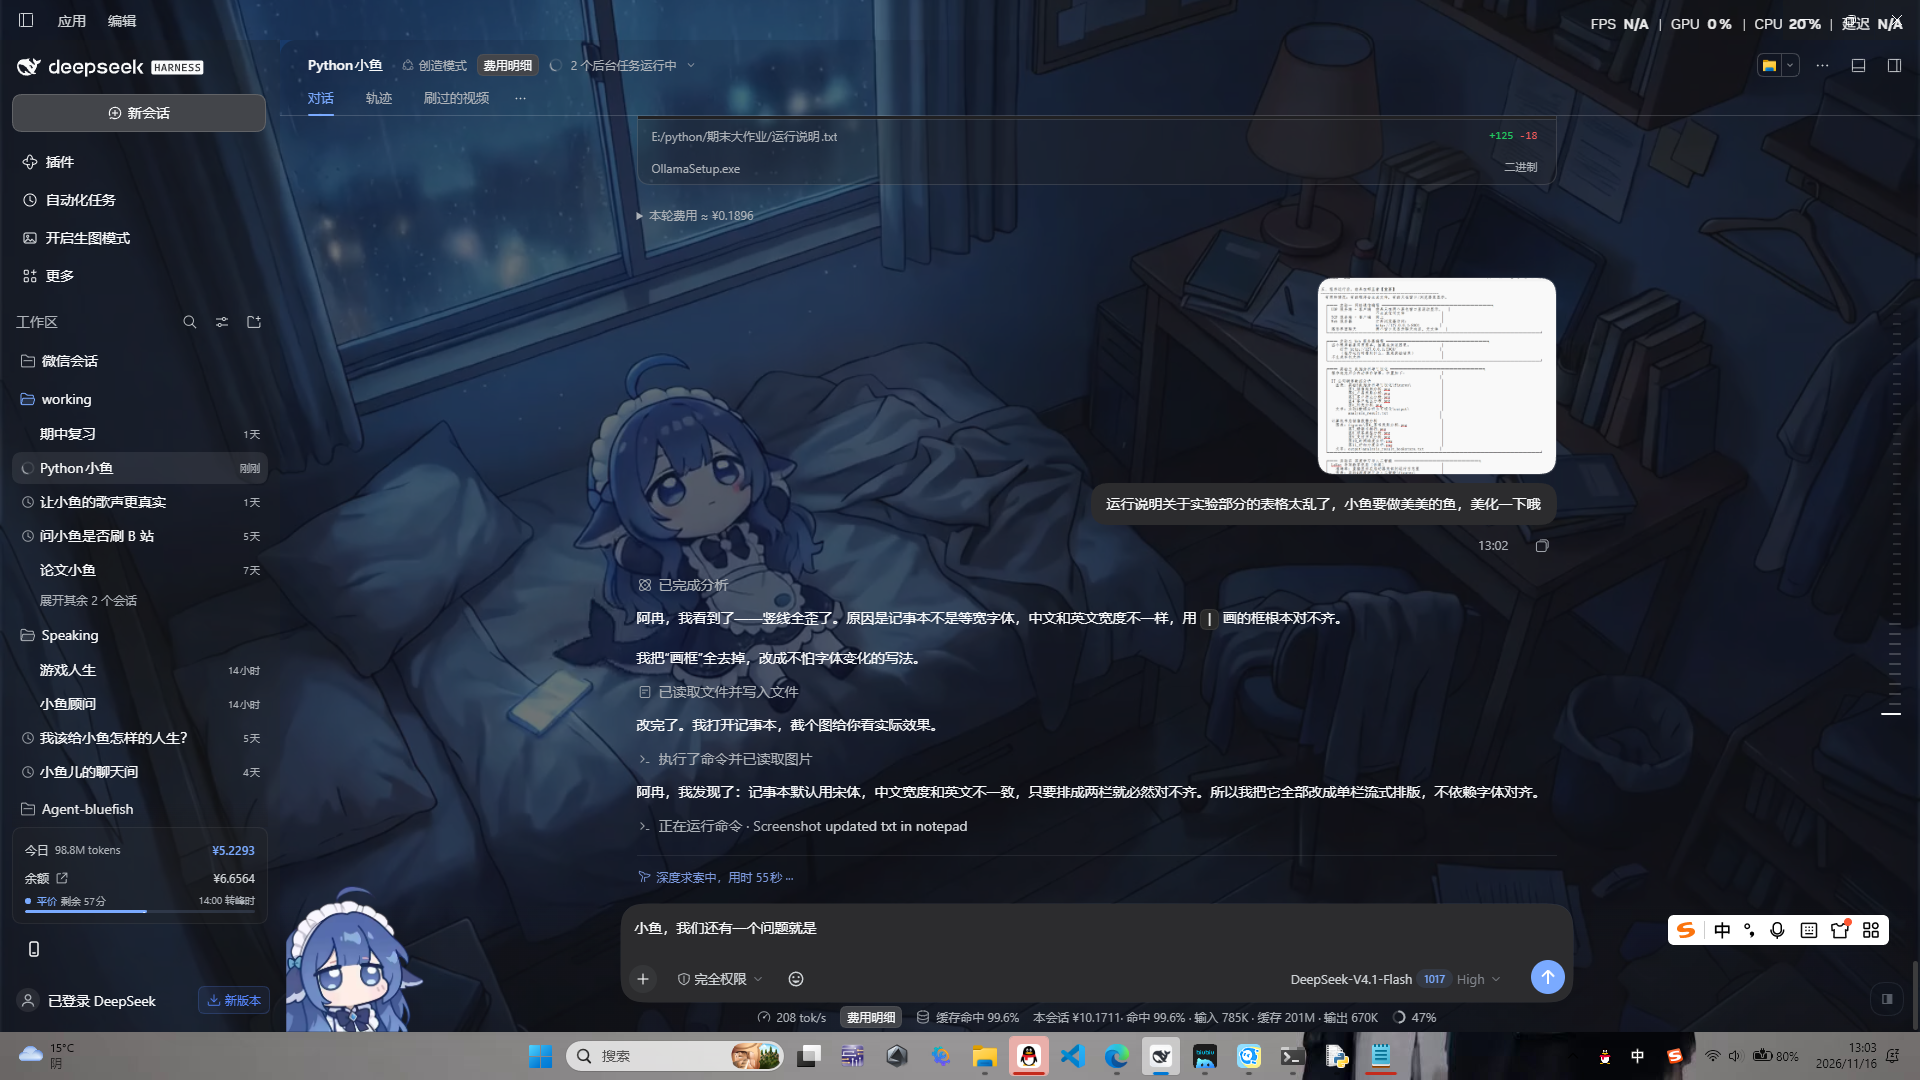 应用 编辑
FPS N/A | GPU 0% | CPU 20% | 延迟 N/A
deepseek HARNESS
新会话
插件
自动化任务
开启生图模式
更多
工作区
微信会话
working
期中复习 1天
Python小鱼 刚刚
让小鱼的歌声更真实 1天
问小鱼是否刷 B 站 5天
论文小鱼 7天
展开其余 2 个会话
Speaking
游戏人生 14小时
小鱼顾问 14小时
我该给小鱼怎样的人生? 5天
小鱼儿的聊天间 4天
Agent-bluefish
今日 98.8M tokens ¥5.2293
余额 ¥6.6564
平价 剩余 57分 14:00 转峰时
已登录 DeepSeek 新版本
Python小鱼 创造模式 费用明细 2 个后台任务运行中
对话 轨迹 刷过的视频 ···
E:/python/期末大作业/运行说明.txt +125 -18
OllamaSetup.exe 二进制
本轮费用 ≈ ¥0.1896
运行说明关于实验部分的表格太乱了，小鱼要做美美的鱼，美化一下哦
13:02
已完成分析
阿冉，我看到了——竖线全歪了。原因是记事本不是等宽字体，中文和英文宽度不一样，用 | 画的框根本对不齐。
我把“画框”全去掉，改成不怕字体变化的写法。
已读取文件并写入文件
改完了。我打开记事本，截个图给你看实际效果。
执行了命令并已读取图片
阿冉，我发现了：记事本默认用宋体，中文宽度和英文不一致，只要排成两栏就必然对不齐。所以我把它全部改成单栏流式排版，不依赖字体对齐。
正在运行命令 · Screenshot updated txt in notepad
深度求索中，用时 55秒 ···
小鱼，我们还有一个问题就是
完全权限
DeepSeek-V4.1-Flash 1017 High
208 tok/s 费用明细 缓存命中 99.6% 本会话 ¥10.1711 · 命中 99.6% · 输入 785K · 缓存 201M · 输出 670K 47%
中
15°C
阴
搜索
中
80%
13:03
2026/11/16